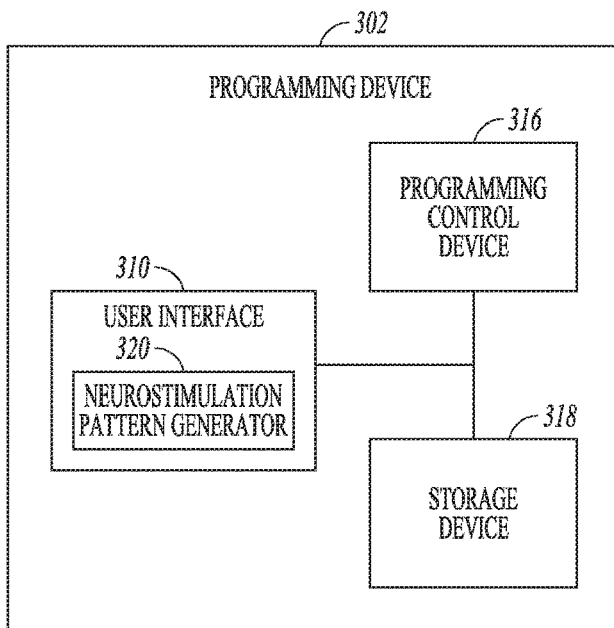 302
PROGRAMMING DEVICE
316
PROGRAMMING
CONTROL
DEVICE
310
USER INTERFACE
320
NEUROSTIMULATION
PATTERN GENERATOR
318
STORAGE
DEVICE